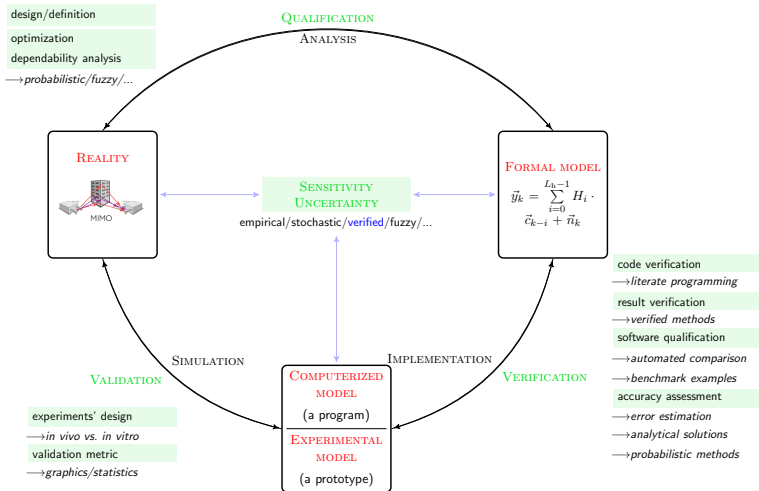 design/definition
optimization
dependability analysis
→probabilistic/fuzzy/...
QUALIFICATION
ANALYSIS
REALITY
MIMO
SENSITIVITY
UNCERTAINTY
empirical/stochastic/verified/fuzzy/...
FORMAL MODEL
$\vec{y}_k = \sum_{i=0}^{L_h-1} H_i \cdot$
$\vec{c}_{k-i} + \vec{n}_k$
code verification
→literate programming
result verification
→verified methods
software qualification
→automated comparison
→benchmark examples
accuracy assessment
→error estimation
→analytical solutions
→probabilistic methods
SIMULATION
VALIDATION
IMPLEMENTATION
VERIFICATION
COMPUTERIZED
MODEL
(a program)
EXPERIMENTAL
MODEL
(a prototype)
experiments' design
→in vivo vs. in vitro
validation metric
→graphics/statistics